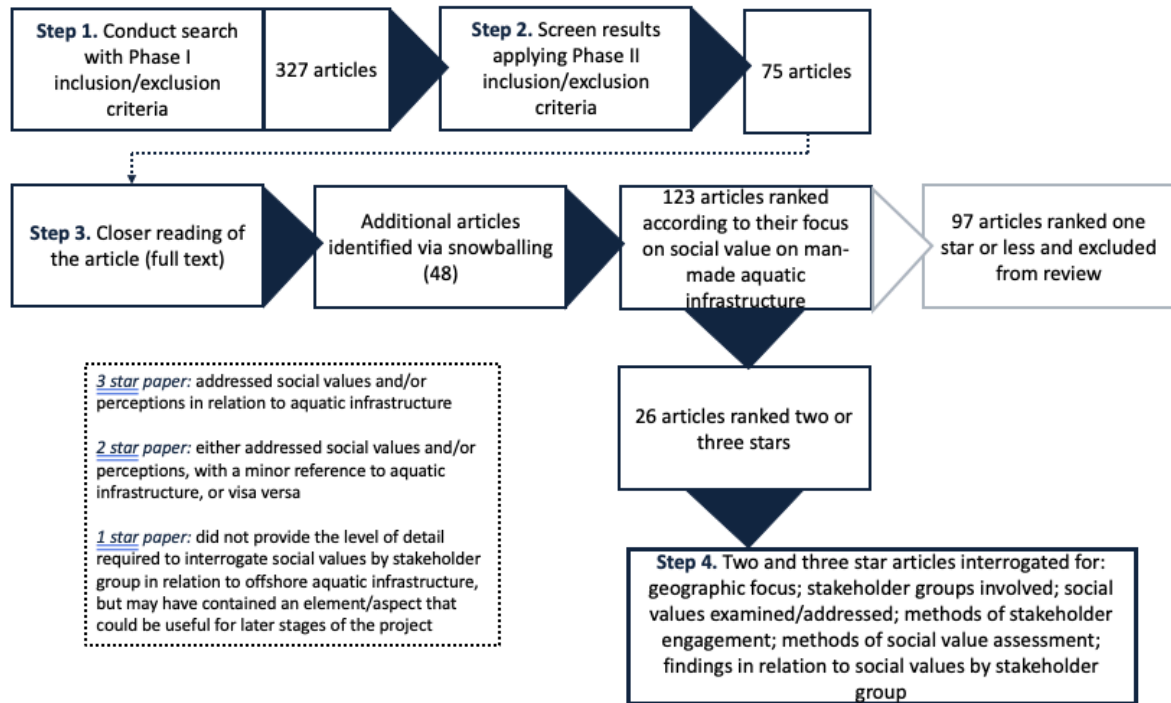 Step 1. Conduct search
with Phase I
inclusion/exclusion
criteria
327 articles
Step 2. Screen results
applying Phase II
inclusion/exclusion
criteria
75 articles
Step 3. Closer reading of
the article (full text)
Additional articles
identified via snowballing
(48)
123 articles ranked
according to their focus
on social value on man-
made aquatic
infrastructure
97 articles ranked one
star or less and excluded
from review
3 star paper: addressed social values and/or
perceptions in relation to aquatic infrastructure
2 star paper: either addressed social values and/or
perceptions, with a minor reference to aquatic
infrastructure, or visa versa
1 star paper: did not provide the level of detail
required to interrogate social values by stakeholder
group in relation to offshore aquatic infrastructure,
but may have contained an element/aspect that
could be useful for later stages of the project
26 articles ranked two or
three stars
Step 4. Two and three star articles interrogated for:
geographic focus; stakeholder groups involved; social
values examined/addressed; methods of stakeholder
engagement; methods of social value assessment;
findings in relation to social values by stakeholder
group